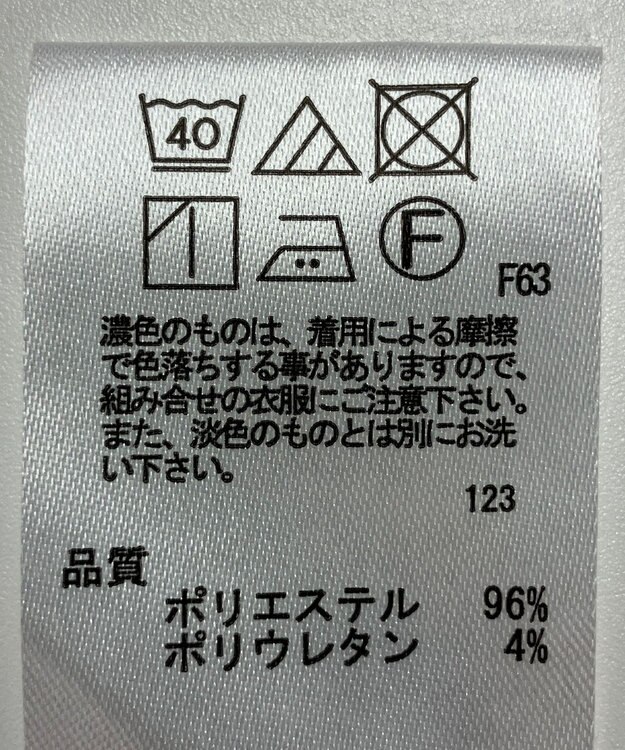 40
F
F63
濃色のものは、着用による摩擦
で色落ちする事がありますので、
組み合せの衣服にご注意下さい。
また、淡色のものとは別にお洗
い下さい。
123
品質
ポリエステル 96%
ポリウレタン 4%